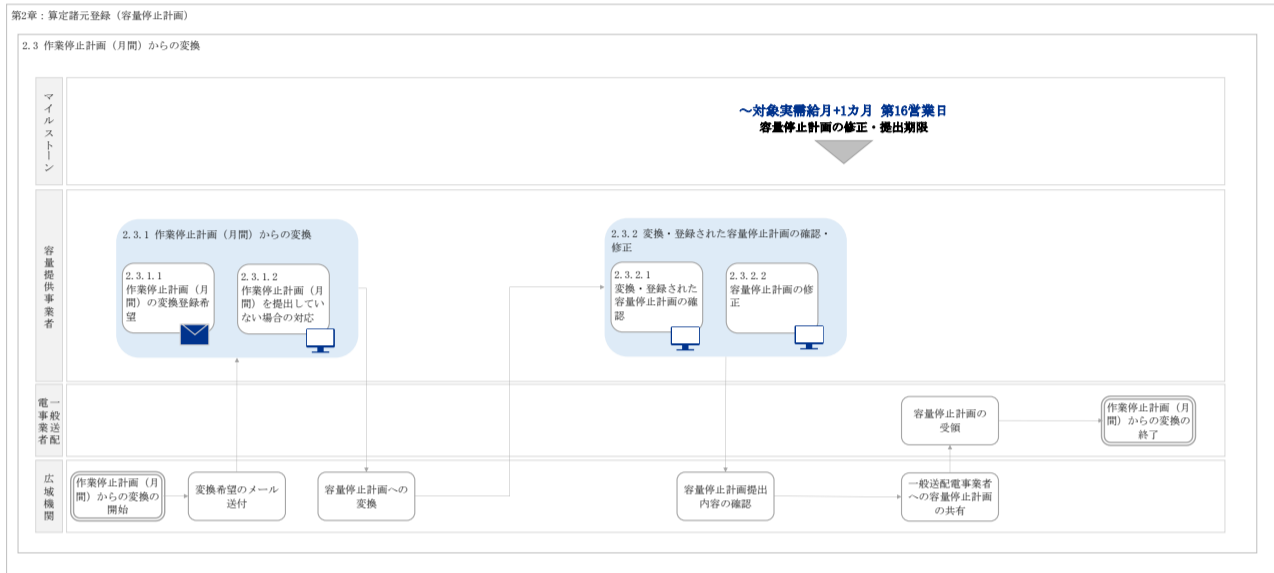 第2章：算定諸元登録（容量停止計画）
2.3 作業停止計画（月間）からの変換
マイルストーン
～対象実需給月+1カ月 第16営業日
容量停止計画の修正・提出期限
容量提供事業者
2.3.1 作業停止計画（月間）からの変換
2.3.1.1
作業停止計画（月
間）の変換登録希
望
2.3.1.2
作業停止計画（月
間）を提出してい
ない場合の対応
2.3.2 変換・登録された容量停止計画の確認・
修正
2.3.2.1
変換・登録された
容量停止計画の確
認
2.3.2.2
容量停止計画の修
正
一般送配
電事業者
容量停止計画の
受領
作業停止計画（月
間）からの変換の
終了
広域機関
作業停止計画（月
間）からの変換の
開始
変換希望のメール
送付
容量停止計画への
変換
容量停止計画提出
内容の確認
一般送配電事業者
への容量停止計画
の共有